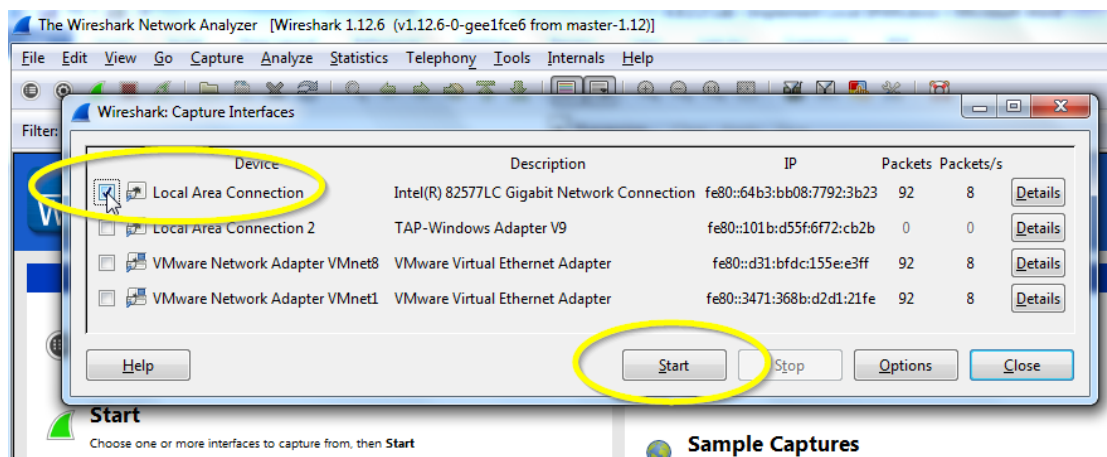 The Wireshark Network Analyzer [Wireshark 1.12.6 (v1.12.6-0-gee1fce6 from master-1.12)]
File Edit View Go Capture Analyze Statistics Telephony Tools Internals Help
Wireshark: Capture Interfaces
Filter:
Device Description IP Packets Packets/s
Local Area Connection Intel(R) 82577LC Gigabit Network Connection fe80::64b3:bb08:7792:3b23 92 8 Details
Local Area Connection 2 TAP-Windows Adapter V9 fe80::101b:d55f:6f72:cb2b 0 0 Details
VMware Network Adapter VMnet8 VMware Virtual Ethernet Adapter fe80::d31:bfdc:155e:e3ff 92 8 Details
VMware Network Adapter VMnet1 VMware Virtual Ethernet Adapter fe80::3471:368b:d2d1:21fe 92 8 Details
Help Start Stop Options Close
Start
Choose one or more interfaces to capture from, then Start
Sample Captures